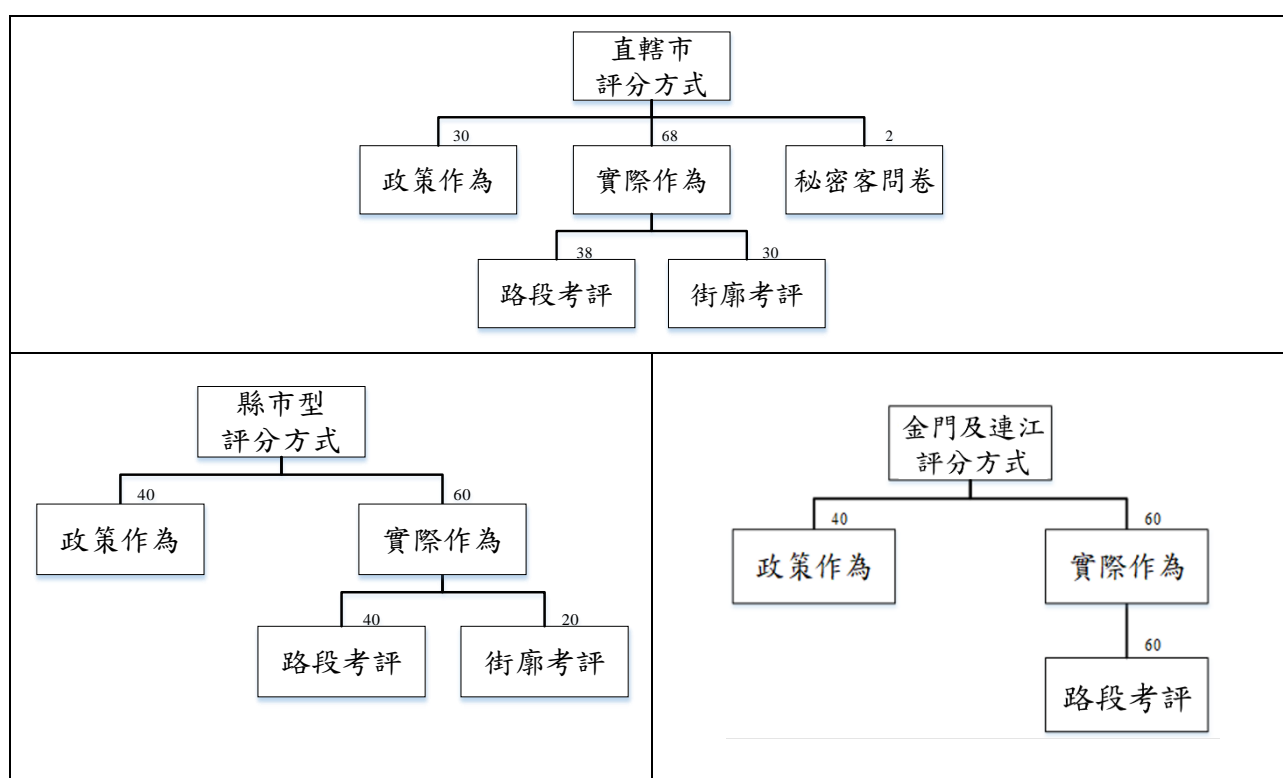 直轄市
評分方式
30
68
2
政策作為
實際作為
秘密客問卷
38
30
路段考評
街廓考評
縣市型
評分方式
40
60
政策作為
實際作為
40
20
路段考評
街廓考評
金門及連江
評分方式
40
60
政策作為
實際作為
60
路段考評